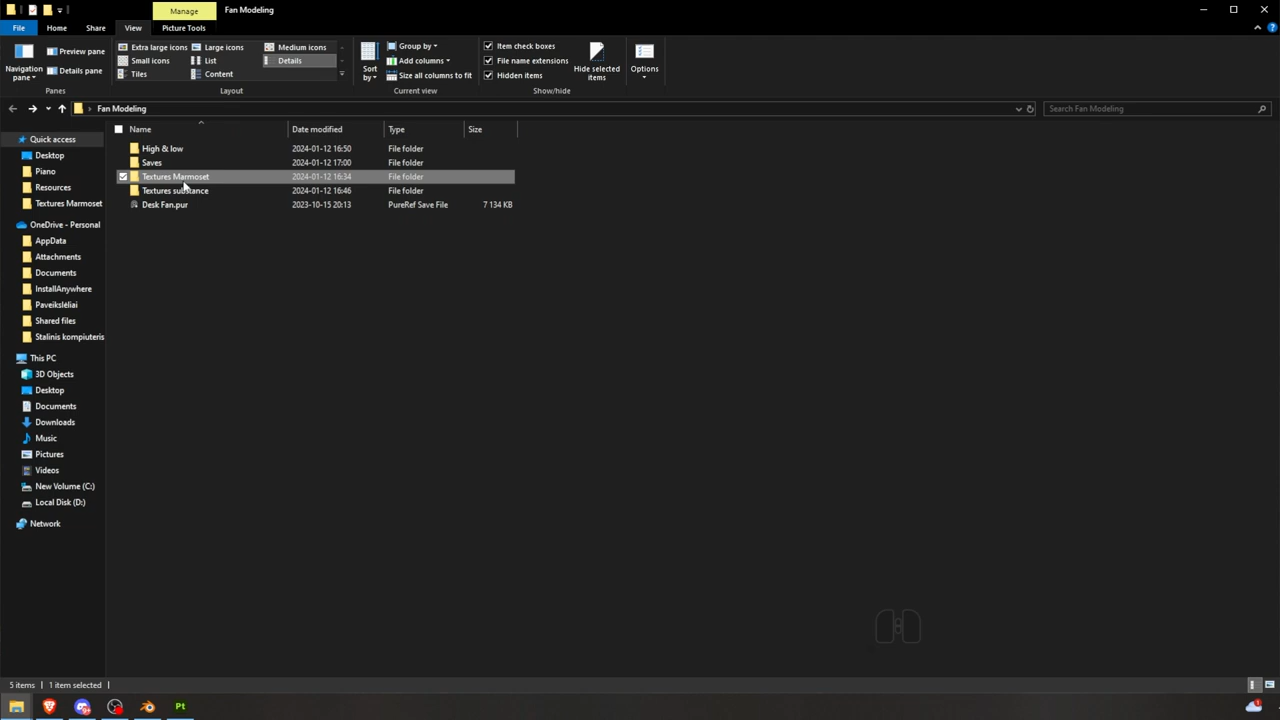 Manage
Fan Modeling
File
Home
Share
View
Picture Tools
Navigation pane
Preview pane
Details pane
Panes
Extra large icons
Large icons
Medium icons
Small icons
List
Details
Tiles
Content
Layout
Sort by
Group by
Add columns
Size all columns to fit
Current view
Item check boxes
File name extensions
Hidden items
Hide selected items
Show/hide
Options
Fan Modeling
Search Fan Modeling
Name
Date modified
Type
Size
High & low 2024-01-12 16:50 File folder
Saves 2024-01-12 17:00 File folder
Textures Marmoset 2024-01-12 16:34 File folder
Textures substance 2024-01-12 16:46 File folder
Desk Fan.pur 2023-10-15 20:13 PureRef Save File 7 134 KB
Quick access
Desktop
Piano
Resources
Textures Marmoset
OneDrive - Personal
AppData
Attachments
Documents
InstallAnywhere
Paveikslėliai
Shared files
Stalinis kompiuteris
This PC
3D Objects
Desktop
Documents
Downloads
Music
Pictures
Videos
New Volume (C:)
Local Disk (D:)
Network
5 items
1 item selected
Pt